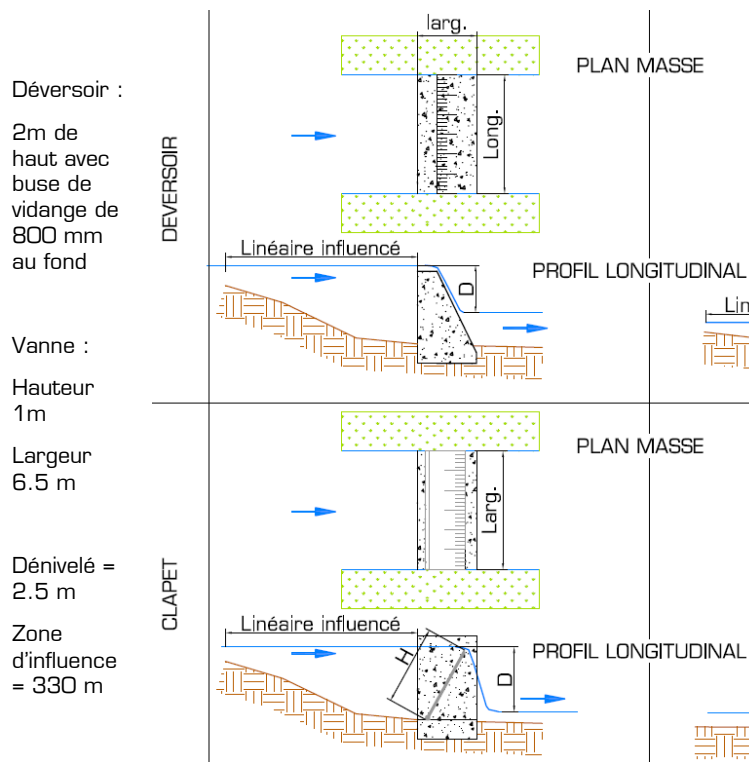 Déversoir :
2m de
haut avec
buse de
vidange de
800 mm
au fond
Vanne :
Hauteur
1m
Largeur
6.5 m
Dénivelé =
2.5 m
Zone
d'influence
= 330 m
DEVERSOIR
larg.
PLAN MASSE
Long.
Linéaire influencé
PROFIL LONGITUDINAL
D
Lin
CLAPET
PLAN MASSE
Larg.
Linéaire influencé
PROFIL LONGITUDINAL
H
D